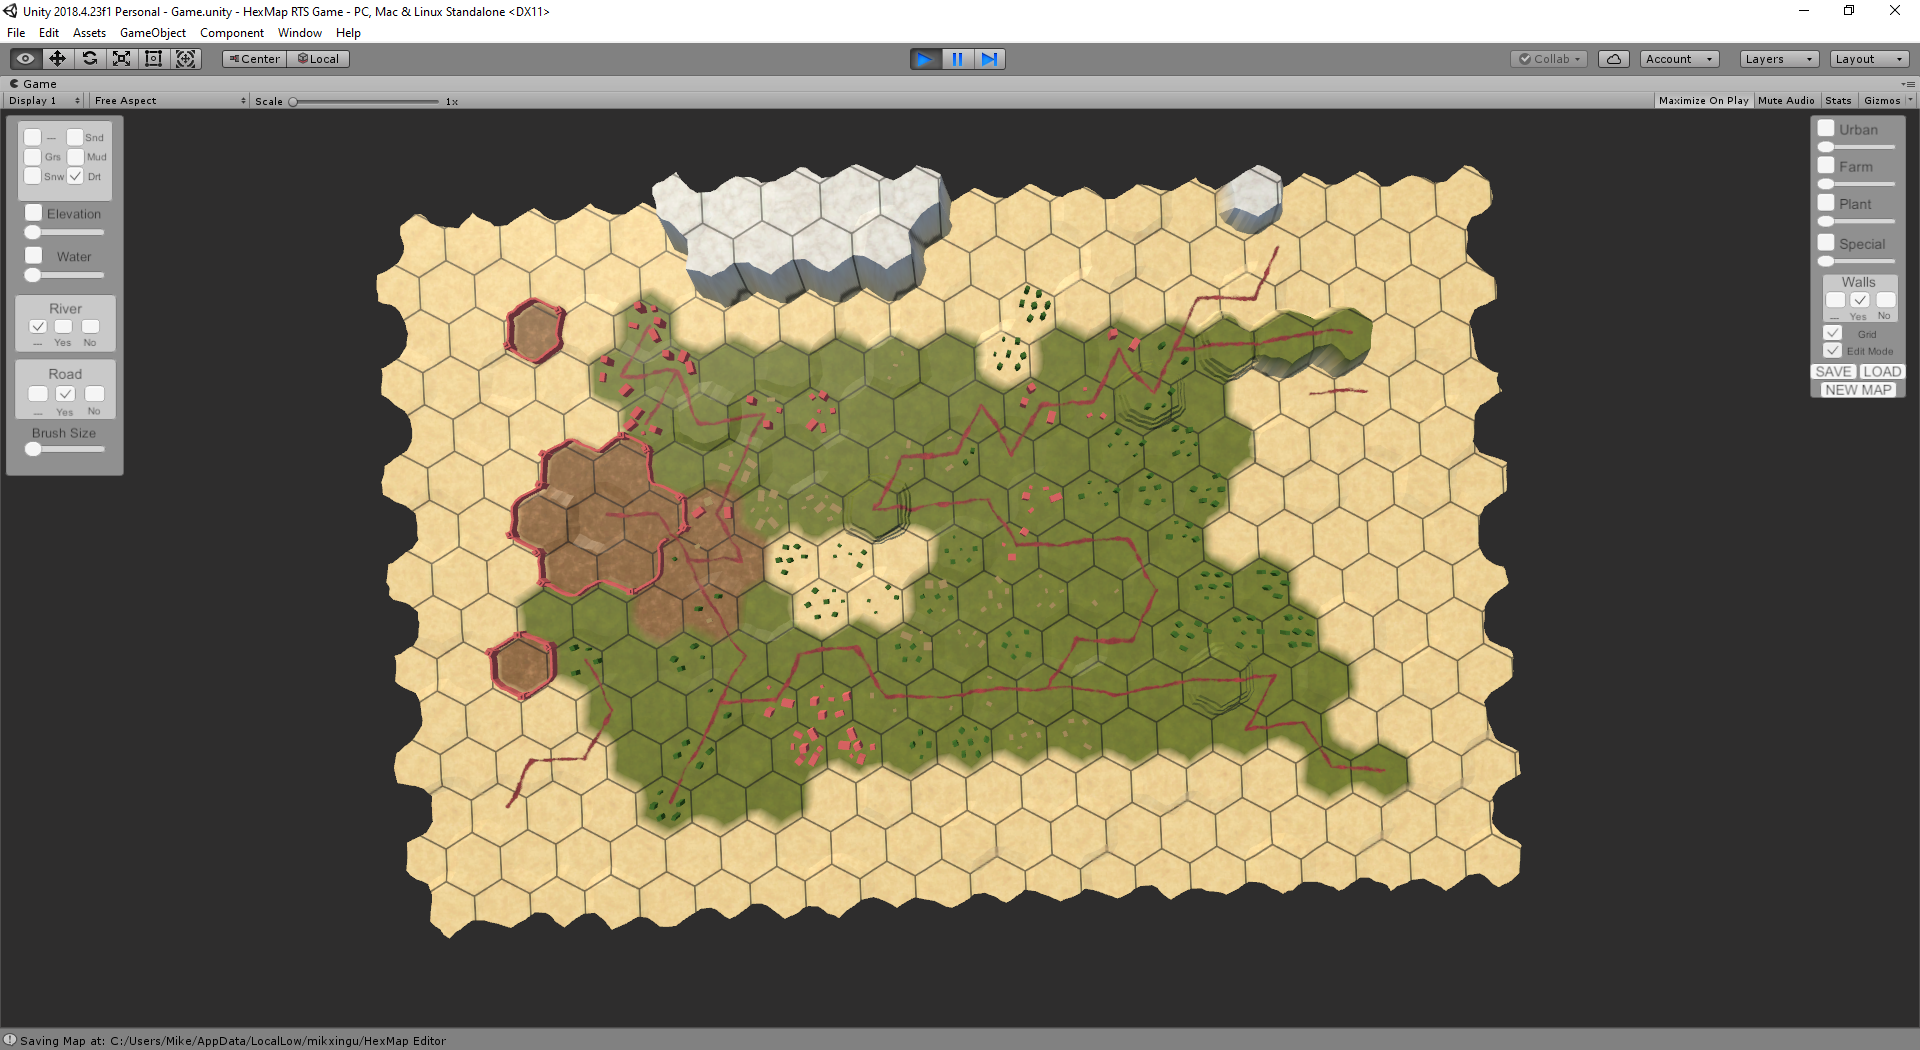 Unity 2018.4.23f1 Personal - Game.unity - HexMap RTS Game - PC, Mac & Linux Standalone <DX11>
File Edit Assets GameObject Component Window Help
Center Local Collab Account Layers Layout
Game
Display 1 Free Aspect Scale 1x Maximize On Play Mute Audio Stats Gizmos
--- Snd
Grs Mud
Snw Drt
Elevation
Water
River
--- Yes No
Road
--- Yes No
Brush Size
Urban
Farm
Plant
Special
Walls
--- Yes No
Grid
Edit Mode
SAVE LOAD
NEW MAP
Saving Map at: C:/Users/Mike/AppData/LocalLow/mikxingu/HexMap Editor